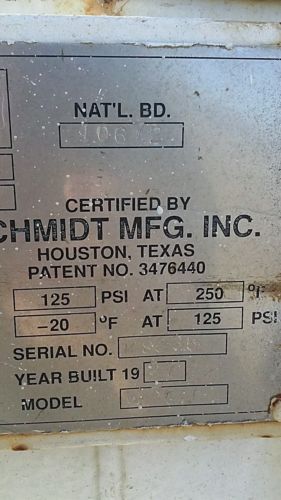 NAT'L. BD.
CERTIFIED BY
CHMIDT MFG. INC.
HOUSTON, TEXAS
PATENT NO. 3476440
125 PSI AT 250 °F
-20 °F AT 125 PSI
SERIAL NO.
YEAR BUILT 19
MODEL